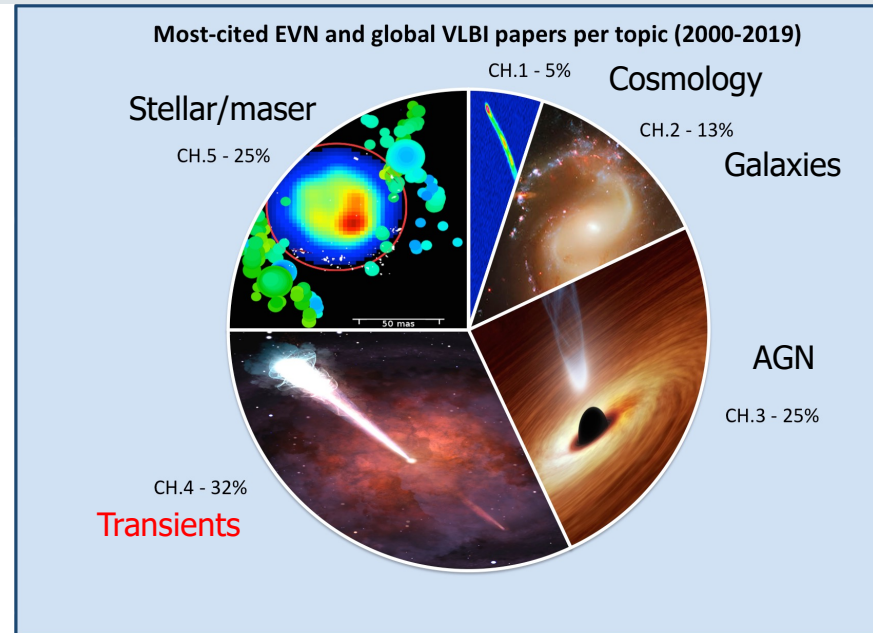 Most-cited EVN and global VLBI papers per topic (2000-2019)
CH.1 - 5%
Cosmology
Stellar/maser
CH.2 - 13%
CH.5 - 25%
Galaxies
50 mas
AGN
CH.3 - 25%
CH.4 - 32%
Transients